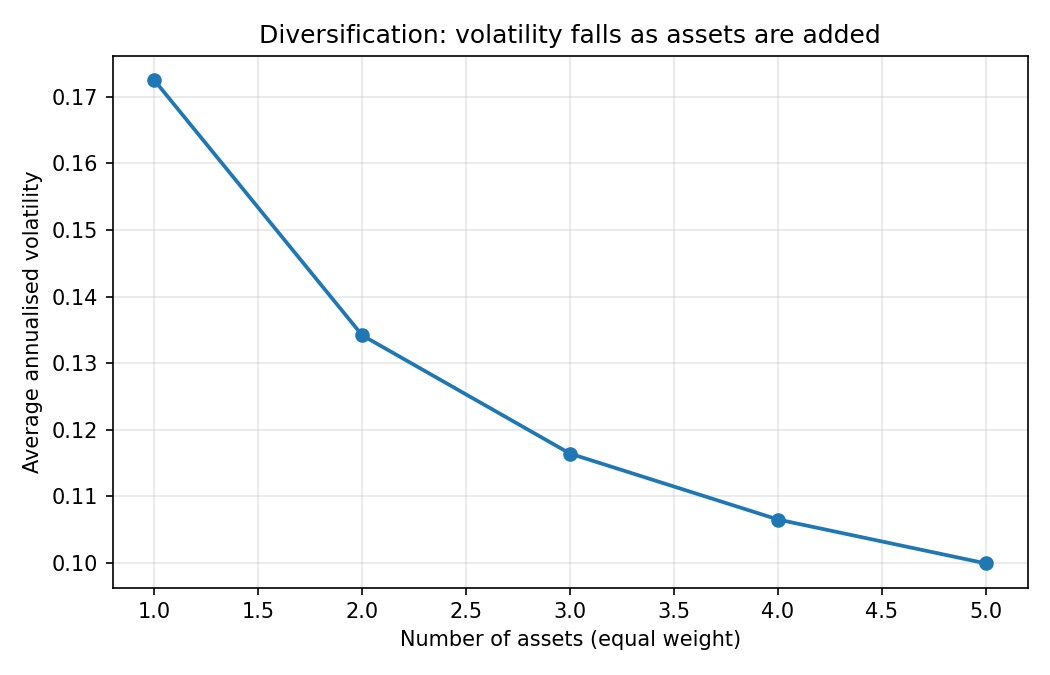 Diversification: volatility falls as assets are added
Average annualised volatility
0.17
0.16
0.15
0.14
0.13
0.12
0.11
0.10
1.0 1.5 2.0 2.5 3.0 3.5 4.0 4.5 5.0
Number of assets (equal weight)